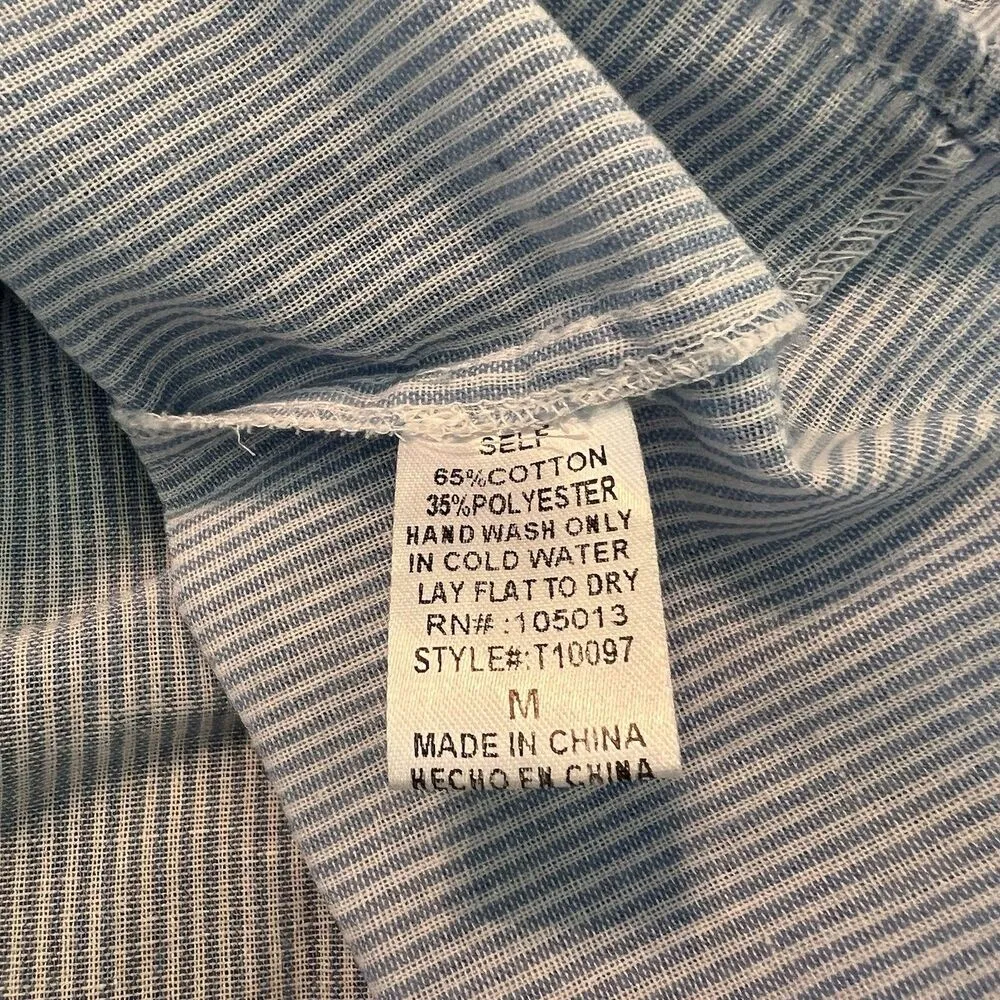 SELF
65%COTTON
35%POLYESTER
HAND WASH ONLY
IN COLD WATER
LAY FLAT TO DRY
RN# :105013
STYLE#:T10097
M
MADE IN CHINA
HECHO EN CHINA